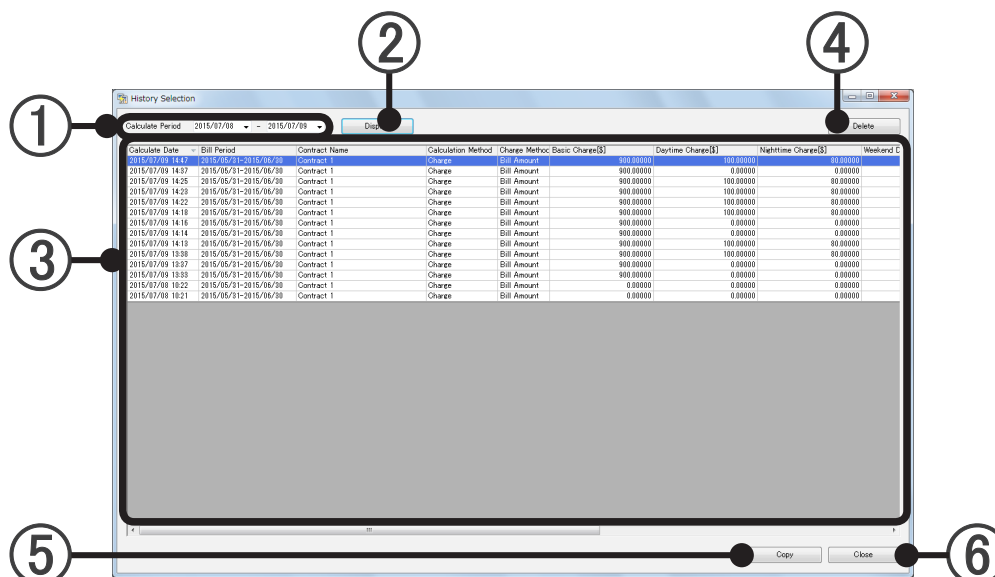 ② ④
History Selection
① Calculate Period 2015/07/08 - 2015/07/09 Delete
Calculate Date Bill Period Contract Name Calculation Method Charge Method Basic Charge[$] Daytime Charge[$] Nighttime Charge[$] Weekend D
2015/07/09 14:47 2015/05/31-2015/06/30 Contract 1 Charge Bill Amount 900.00000 100.00000 80.00000
2015/07/09 14:37 2015/05/31-2015/06/30 Contract 1 Charge Bill Amount 900.00000 0.00000 0.00000
2015/07/09 14:25 2015/05/31-2015/06/30 Contract 1 Charge Bill Amount 900.00000 100.00000 80.00000
2015/07/09 14:23 2015/05/31-2015/06/30 Contract 1 Charge Bill Amount 900.00000 100.00000 80.00000
2015/07/09 14:22 2015/05/31-2015/06/30 Contract 1 Charge Bill Amount 900.00000 100.00000 80.00000
2015/07/09 14:18 2015/05/31-2015/06/30 Contract 1 Charge Bill Amount 900.00000 100.00000 80.00000
2015/07/09 14:16 2015/05/31-2015/06/30 Contract 1 Charge Bill Amount 900.00000 0.00000 0.00000
2015/07/09 14:14 2015/05/31-2015/06/30 Contract 1 Charge Bill Amount 900.00000 0.00000 0.00000
2015/07/09 14:13 2015/05/31-2015/06/30 Contract 1 Charge Bill Amount 900.00000 100.00000 80.00000
2015/07/09 13:38 2015/05/31-2015/06/30 Contract 1 Charge Bill Amount 900.00000 100.00000 80.00000
③ 2015/07/09 13:37 2015/05/31-2015/06/30 Contract 1 Charge Bill Amount 900.00000 0.00000 0.00000
2015/07/09 13:33 2015/05/31-2015/06/30 Contract 1 Charge Bill Amount 900.00000 0.00000 0.00000
2015/07/08 10:22 2015/05/31-2015/06/30 Contract 1 Charge Bill Amount 0.00000 0.00000 0.00000
2015/07/08 10:21 2015/05/31-2015/06/30 Contract 1 Charge Bill Amount 0.00000 0.00000 0.00000
⑤ Copy Close ⑥